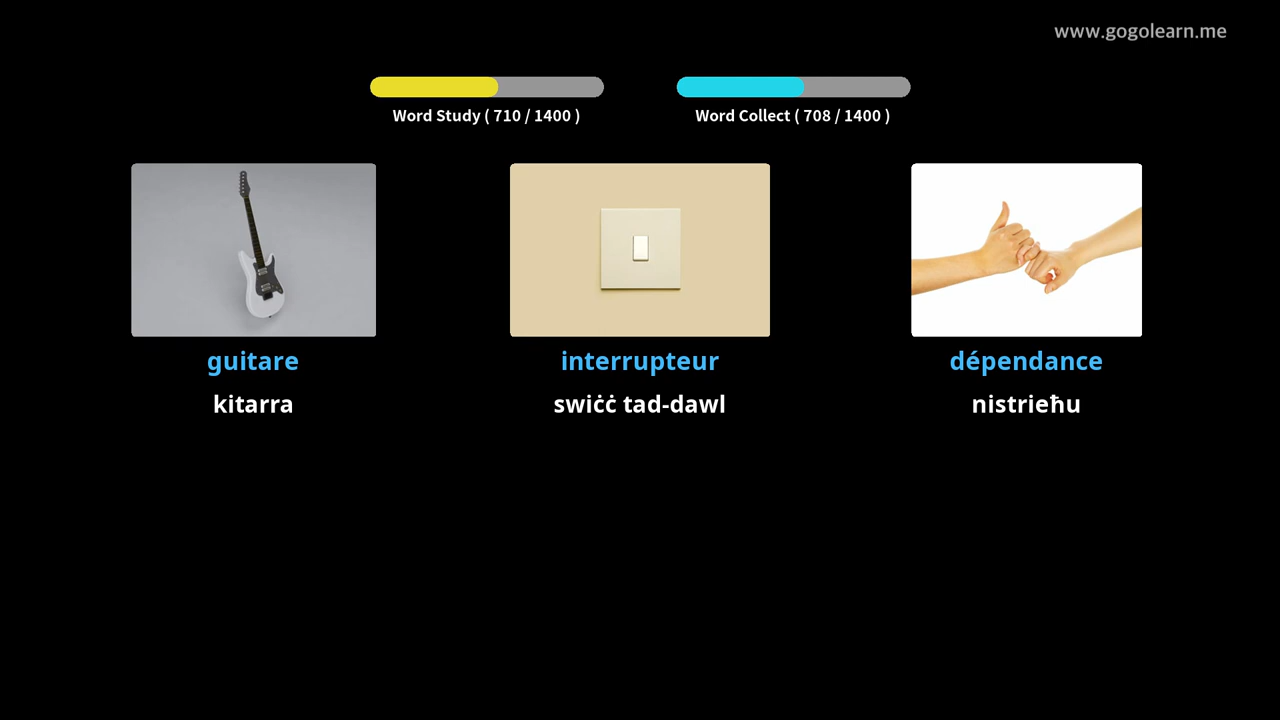 www.gogolearn.me
Word Study ( 710 / 1400 )
Word Collect ( 708 / 1400 )
guitare
interrupteur
dépendance
kitarra
swiċċ tad-dawl
nistrieħu